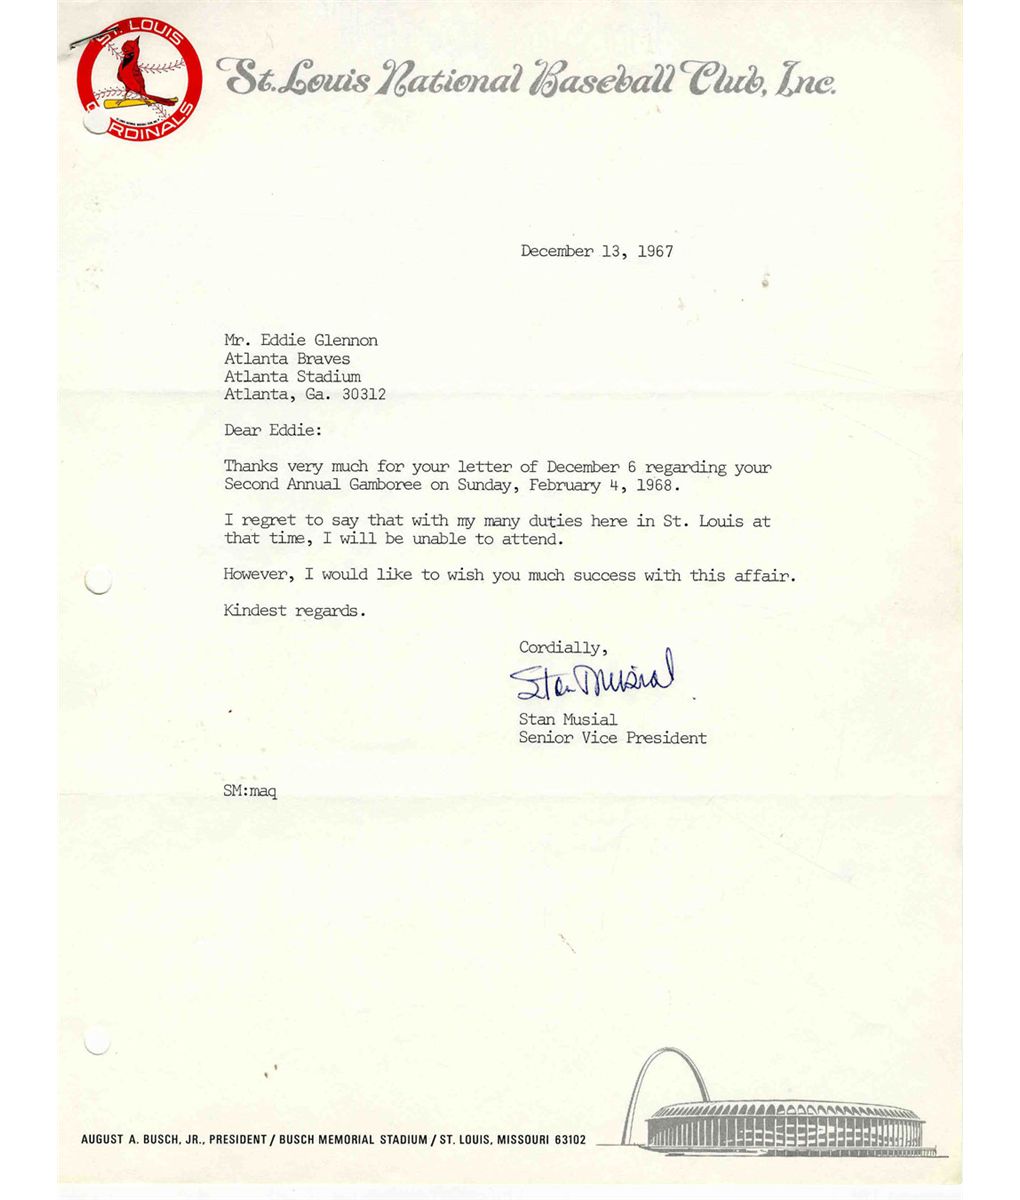 ST. LOUIS
RDINALS
St. Louis National Baseball Club, Inc.
December 13, 1967
Mr. Eddie Glennon
Atlanta Braves
Atlanta Stadium
Atlanta, Ga. 30312
Dear Eddie:
Thanks very much for your letter of December 6 regarding your
Second Annual Gamboree on Sunday, February 4, 1968.
I regret to say that with my many duties here in St. Louis at
that time, I will be unable to attend.
However, I would like to wish you much success with this affair.
Kindest regards.
Cordially,
Stan Musial
Stan Musial
Senior Vice President
SM:maq
AUGUST A. BUSCH, JR., PRESIDENT / BUSCH MEMORIAL STADIUM / ST. LOUIS, MISSOURI 63102